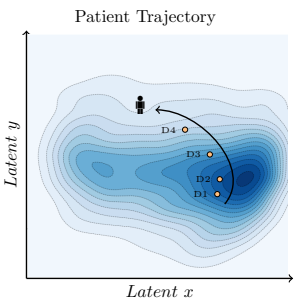 Patient Trajectory
Latent y
D4
D3
D2
D1
Latent x